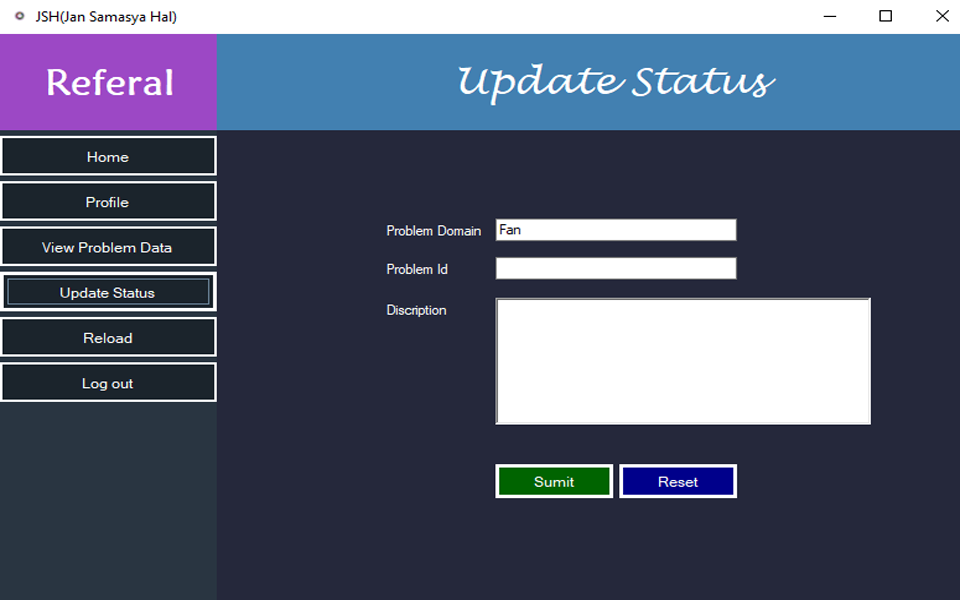 JSH(Jan Samasya Hal)
Referal
Update Status
Home
Profile
View Problem Data
Update Status
Reload
Log out
Problem Domain Fan
Problem Id
Discription
Sumit Reset